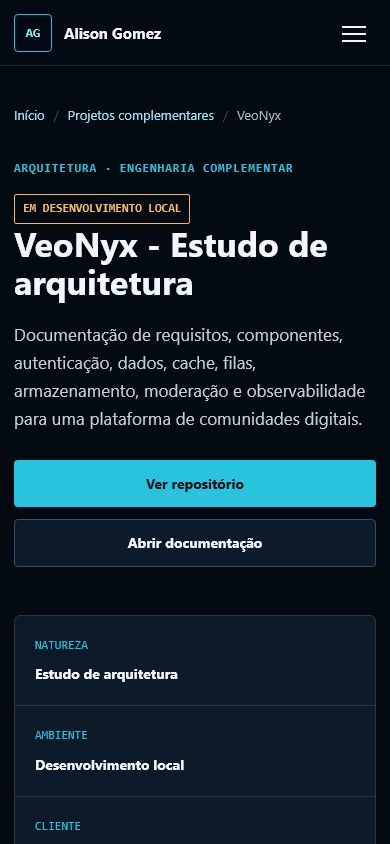 AG Alison Gomez
Início / Projetos complementares / VeoNyx
ARQUITETURA · ENGENHARIA COMPLEMENTAR
EM DESENVOLVIMENTO LOCAL
VeoNyx - Estudo de
arquitetura
Documentação de requisitos, componentes,
autenticação, dados, cache, filas,
armazenamento, moderação e observabilidade
para uma plataforma de comunidades digitais.
Ver repositório
Abrir documentação
NATUREZA
Estudo de arquitetura
AMBIENTE
Desenvolvimento local
CLIENTE